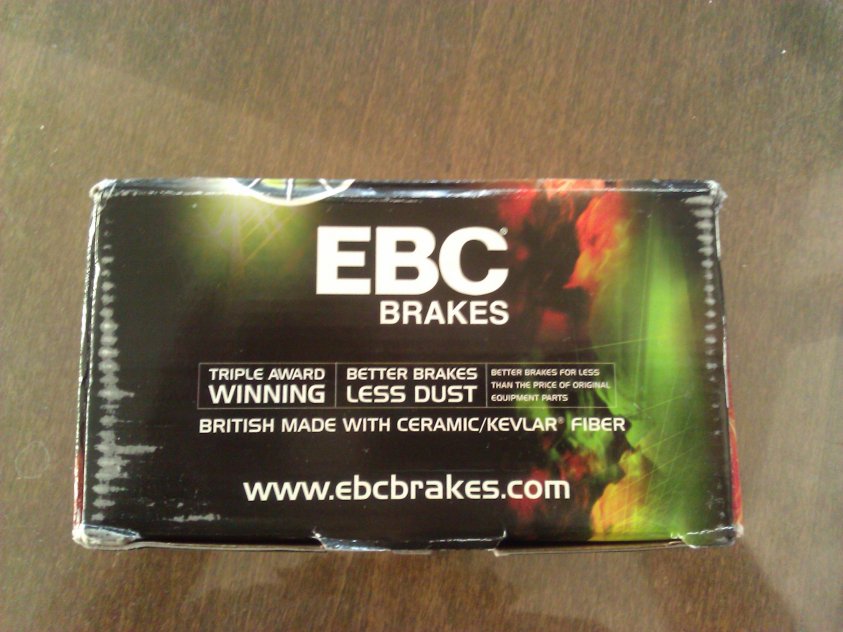 EBC®
BRAKES
TRIPLE AWARD
WINNING
BETTER BRAKES
LESS DUST
BETTER BRAKES FOR LESS
THAN THE PRICE OF ORIGINAL
EQUIPMENT PARTS
BRITISH MADE WITH CERAMIC/KEVLAR® FIBER
www.ebcbrakes.com